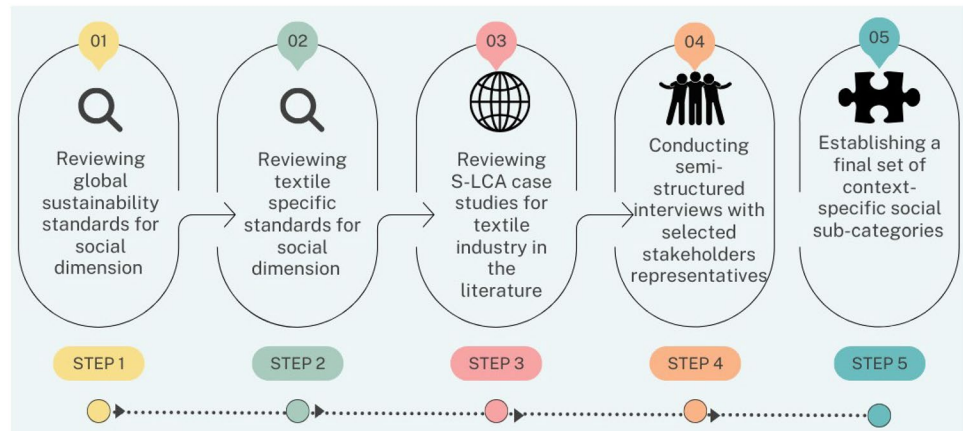 01
Reviewing
global
sustainability
standards for
social
dimension
02
Reviewing
textile
specific
standards for
social
dimension
03
Reviewing
S-LCA case
studies for
textile
industry in
the
literature
04
Conducting
semi-
structured
interviews with
selected
stakeholders
representatives
05
Establishing a
final set of
context-
specific social
sub-categories
STEP 1
STEP 2
STEP 3
STEP 4
STEP 5